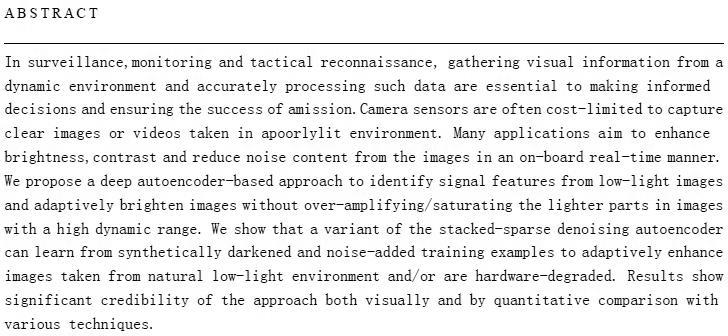 ABSTRACT
In surveillance,monitoring and tactical reconnaissance, gathering visual information from a
dynamic environment and accurately processing such data are essential to making informed
decisions and ensuring the success of amission.Camera sensors are often cost-limited to capture
clear images or videos taken in apoorlylit environment. Many applications aim to enhance
brightness,contrast and reduce noise content from the images in an on-board real-time manner.
We propose a deep autoencoder-based approach to identify signal features from low-light images
and adaptively brighten images without over-amplifying/saturating the lighter parts in images
with a high dynamic range. We show that a variant of the stacked-sparse denoising autoencoder
can learn from synthetically darkened and noise-added training examples to adaptively enhance
images taken from natural low-light environment and/or are hardware-degraded. Results show
significant credibility of the approach both visually and by quantitative comparison with
various techniques.